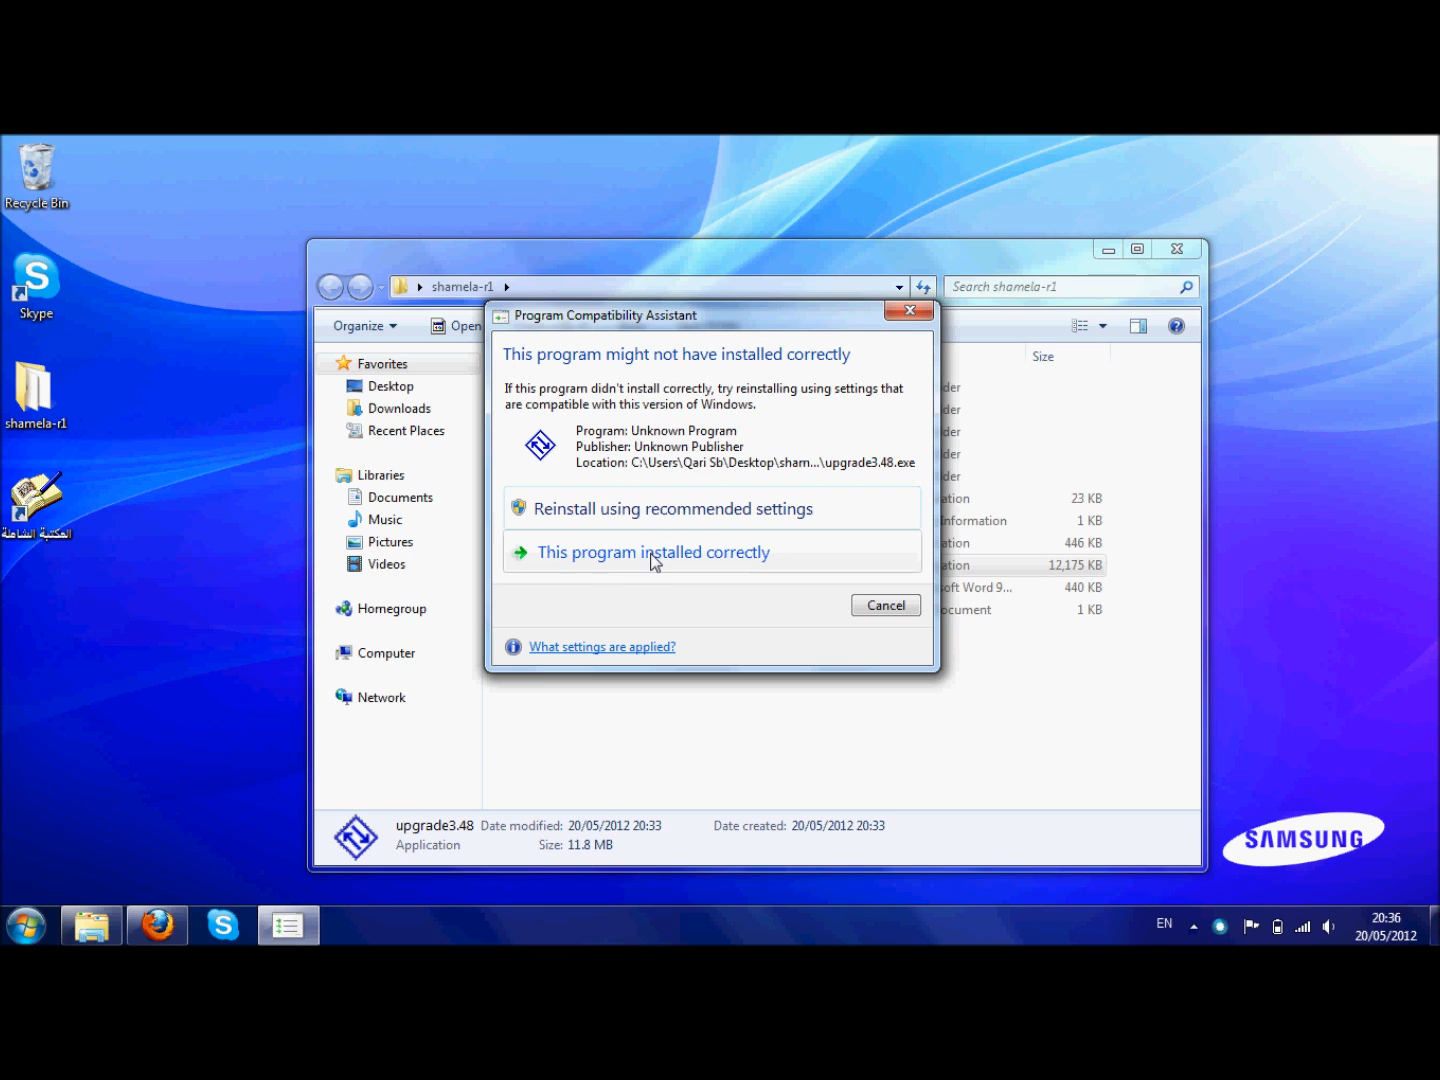 Recycle Bin
Skype
shamela-r1
المكتبة الشاملة
shamela-r1
Search shamela-r1
Organize
Open
Program Compatibility Assistant
This program might not have installed correctly
If this program didn't install correctly, try reinstalling using settings that
are compatible with this version of Windows.
Program: Unknown Program
Publisher: Unknown Publisher
Location: C:\Users\Qari Sb\Desktop\sham...\upgrade3.48.exe
Reinstall using recommended settings
This program installed correctly
Cancel
What settings are applied?
Favorites
Desktop
Downloads
Recent Places
Libraries
Documents
Music
Pictures
Videos
Homegroup
Computer
Network
Size
der
der
der
der
der
ation 23 KB
Information 1 KB
ation 446 KB
ation 12,175 KB
soft Word 9... 440 KB
ocument 1 KB
upgrade3.48 Date modified: 20/05/2012 20:33 Date created: 20/05/2012 20:33
Application Size: 11.8 MB
SAMSUNG
EN
20:36
20/05/2012